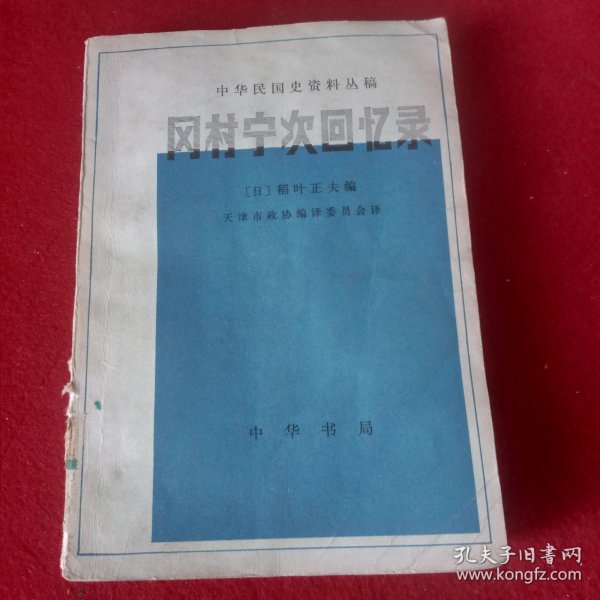 中华民国史资料丛稿
冈村宁次回忆录
〔日〕稻叶正夫编
天津市政协编译委员会译
中华书局
孔夫子旧书网
www.kongfz.com